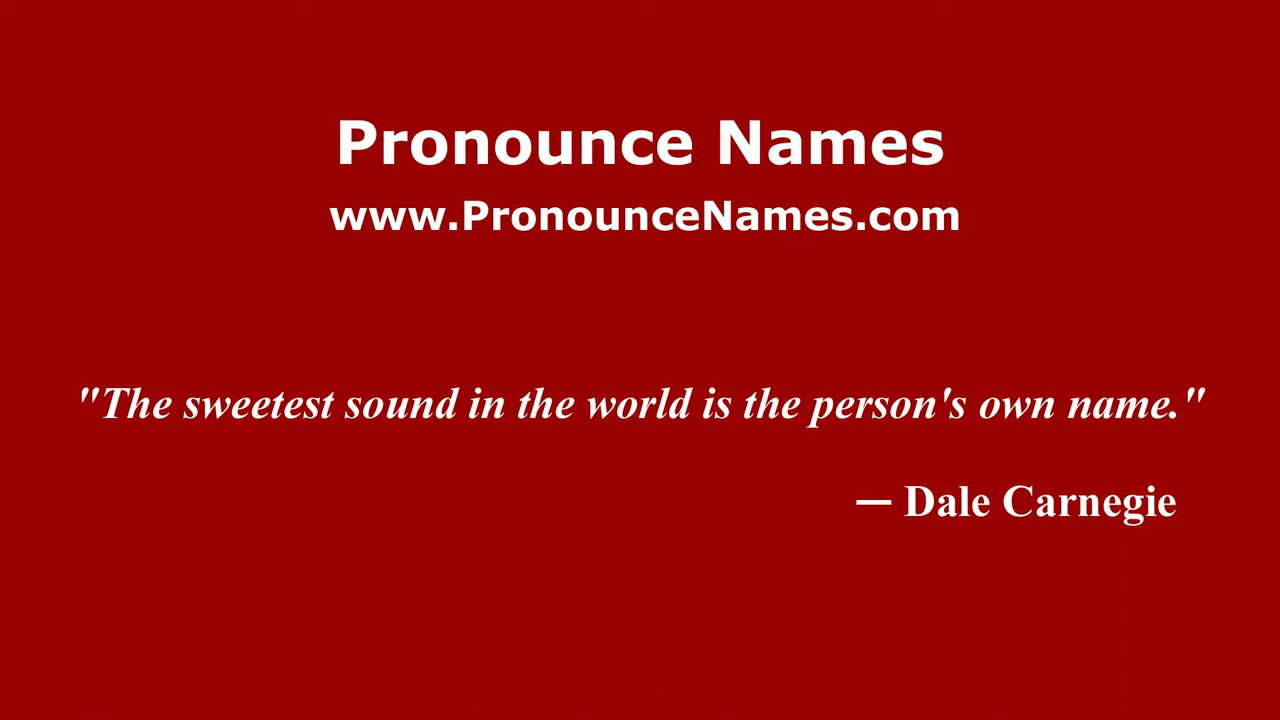 Pronounce Names
www.PronounceNames.com
"The sweetest sound in the world is the person's own name."
— Dale Carnegie